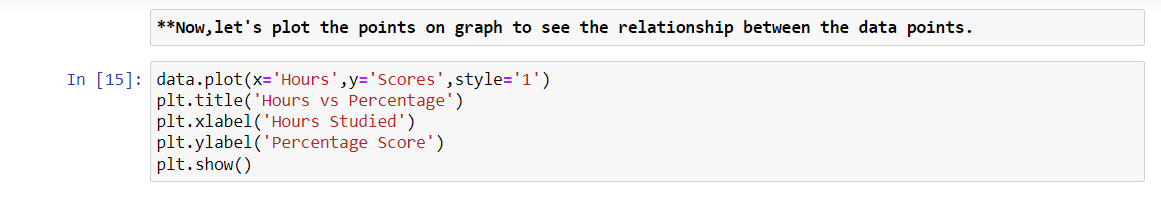 **Now,let's plot the points on graph to see the relationship between the data points.
In [15]: data.plot(x='Hours',y='Scores',style='1')
plt.title('Hours vs Percentage')
plt.xlabel('Hours Studied')
plt.ylabel('Percentage Score')
plt.show()